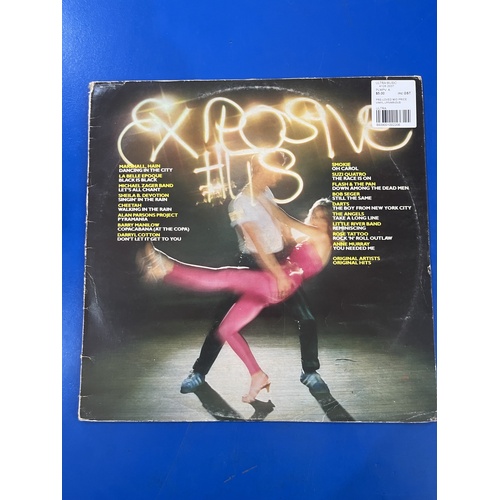 EXPLOSIVE
HITS
MARSHALL, HAIN
DANCING IN THE CITY
LA BELLE EPOQUE
BLACK IS BLACK
MICHAEL ZAGER BAND
LET'S ALL CHANT
SHEILA B. DEVOTION
SINGIN' IN THE RAIN
CHEETAH
WALKING IN THE RAIN
ALAN PARSONS PROJECT
PYRAMANIA
BARRY MANILOW
COPACABANA (AT THE COPA)
DARRYL COTTON
DON'T LET IT GET TO YOU
SMOKIE
OH CAROL
SUZI QUATRO
THE RACE IS ON
FLASH & THE PAN
DOWN AMONG THE DEAD MEN
BOB SEGER
STILL THE SAME
DARTS
THE BOY FROM NEW YORK CITY
THE ANGELS
TAKE A LONG LINE
LITTLE RIVER BAND
REMINISCING
ROSE TATTOO
ROCK 'N' ROLL OUTLAW
ANNE MURRAY
YOU NEEDED ME
ORIGINAL ARTISTS
ORIGINAL HITS